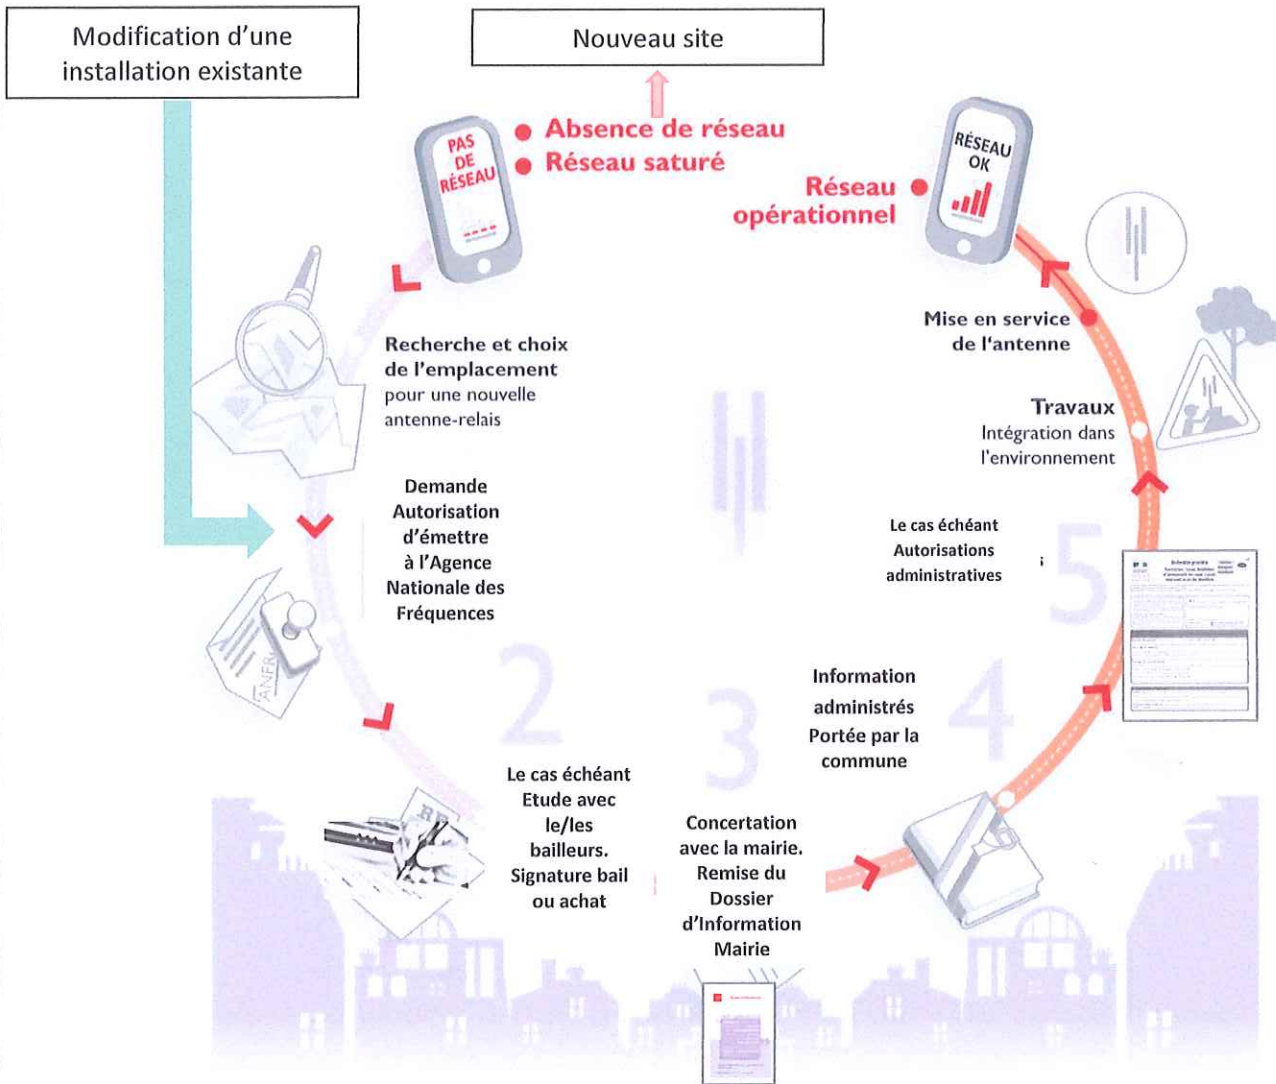 Modification d'une
installation existante
Nouveau site
Absence de réseau
Réseau saturé
PAS
DE
RÉSEAU
RÉSEAU
OK
Réseau
opérationnel
Mise en service
de l'antenne
Recherche et choix
de l'emplacement
pour une nouvelle
antenne-relais
Travaux
Intégration dans
l'environnement
Demande
Autorisation
d'émettre
à l'Agence
Nationale des
Fréquences
ANFR
Le cas échéant
Autorisations
administratives
5
Information
administrés
Portée par la
commune
4
2
3
Le cas échéant
Etude avec
le/les
bailleurs.
Signature bail
ou achat
Concertation
avec la mairie.
Remise du
Dossier
d'Information
Mairie